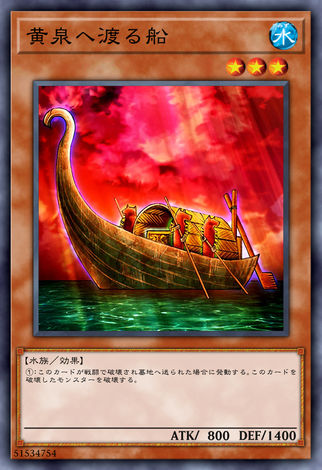 黄泉へ渡る船
水
【水族/効果】
①:このカードが戦闘で破壊され墓地へ送られた場合に発動する。このカードを
破壊したモンスターを破壊する。
ATK/ 800 DEF/1400
51534754